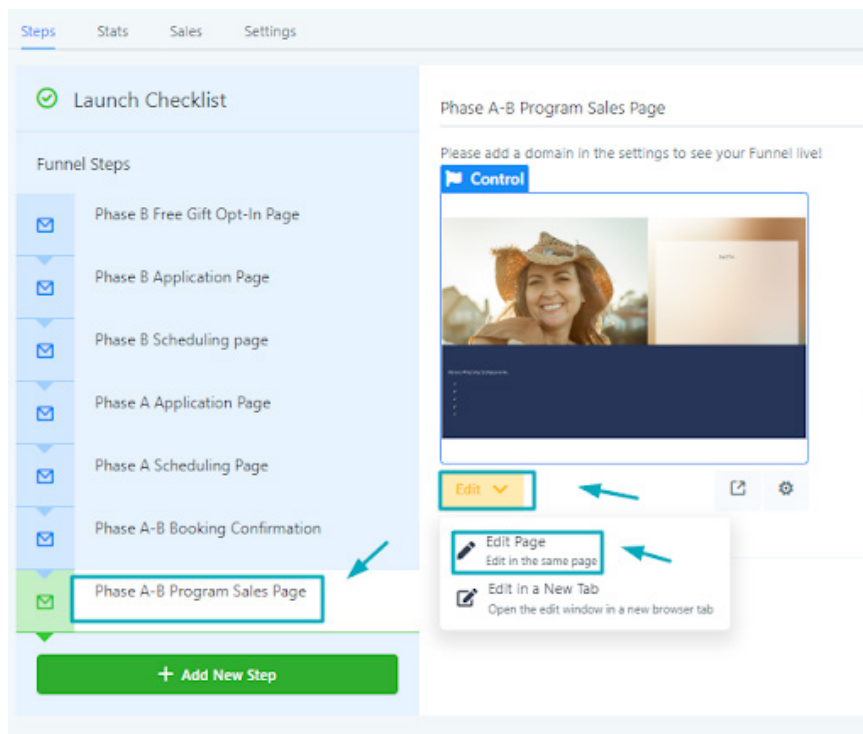 Steps Stats Sales Settings
Launch Checklist
Funnel Steps
Phase B Free Gift Opt-In Page
Phase B Application Page
Phase B Scheduling page
Phase A Application Page
Phase A Scheduling Page
Phase A-B Booking Confirmation
Phase A-B Program Sales Page
+ Add New Step
Phase A-B Program Sales Page
Please add a domain in the settings to see your Funnel live!
Control
Edit
Edit Page
Edit in the same page
Edit in a New Tab
Open the edit window in a new browser tab